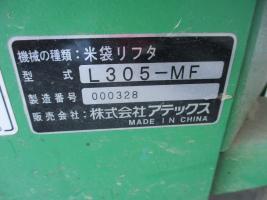 機械の種類：米袋リフタ
型式 L305-MF
製造番号 000328
販売会社：株式会社アテックス
MADE IN CHINA